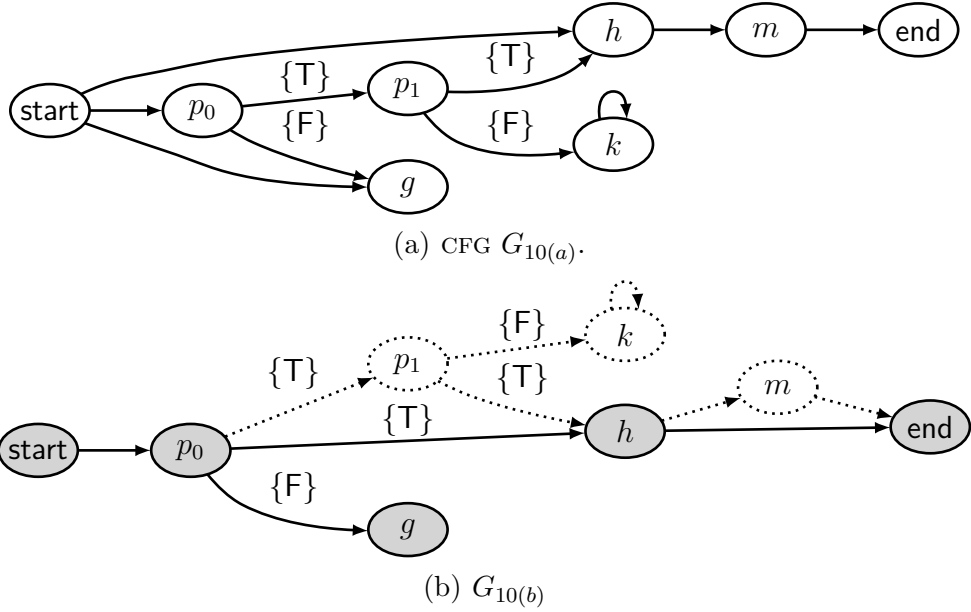 h
m
end
{T}
{T}
start
p₀
p₁
{F}
{F}
k
g
(a) CFG G₁₀₍ₐ₎.
{F}
k
p₁
{T}
{T}
m
{T}
start
p₀
h
end
{F}
g
(b) G₁₀₍b₎